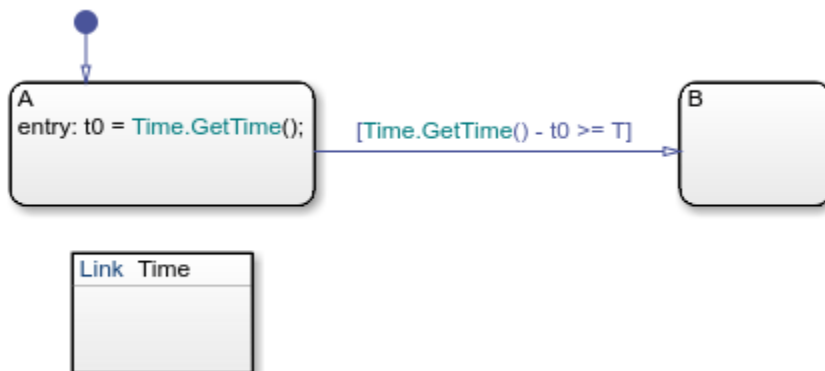 A
entry: t0 = Time.GetTime();
[Time.GetTime() - t0 >= T]
B
Link Time